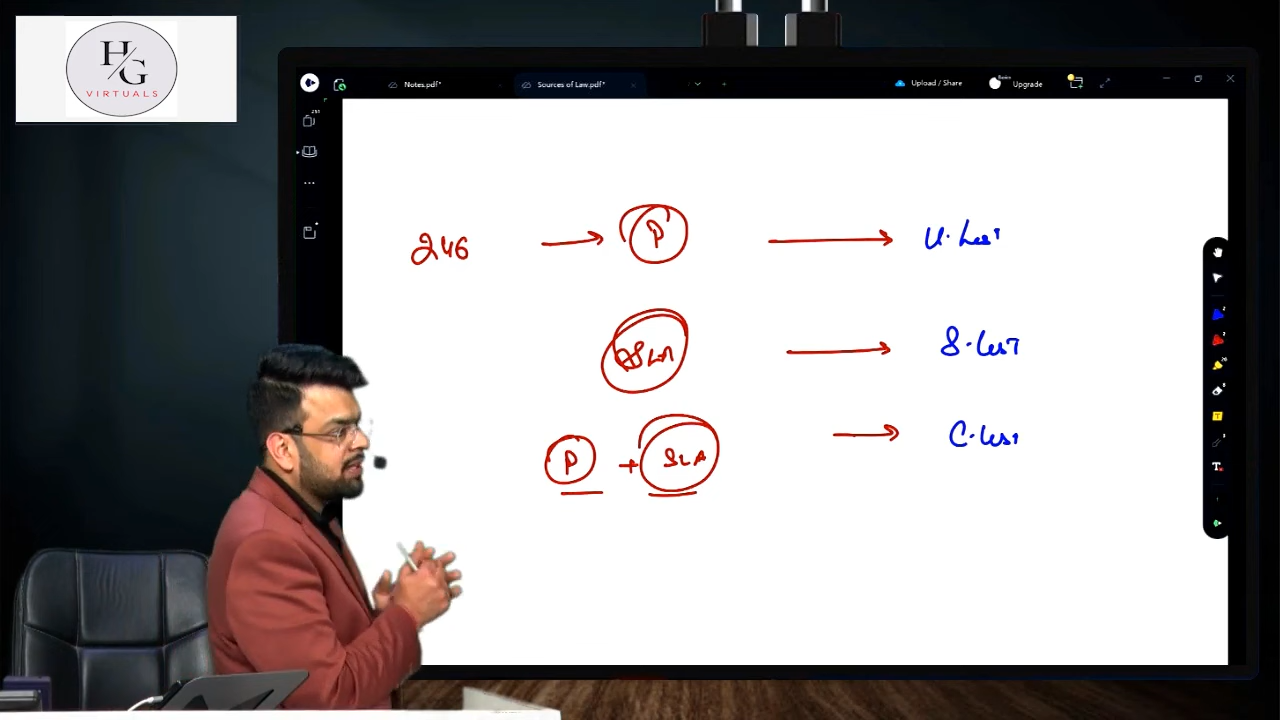 H/G
VIRTUALS
Notes.pdf*
Sources of Law.pdf*
Upload / Share
Upgrade
246 → P → U. List
SLA → S. List
P + SLA → C. List